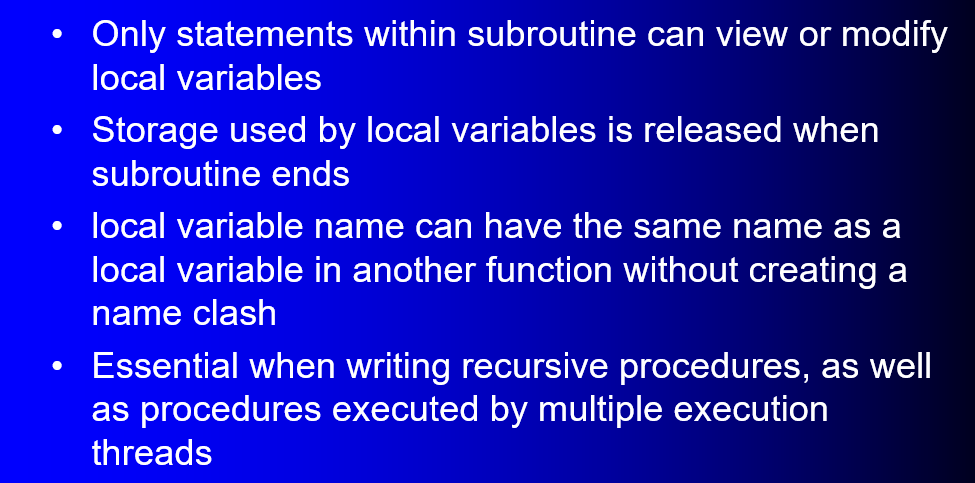 • Only statements within subroutine can view or modify
local variables
• Storage used by local variables is released when
subroutine ends
• local variable name can have the same name as a
local variable in another function without creating a
name clash
• Essential when writing recursive procedures, as well
as procedures executed by multiple execution
threads